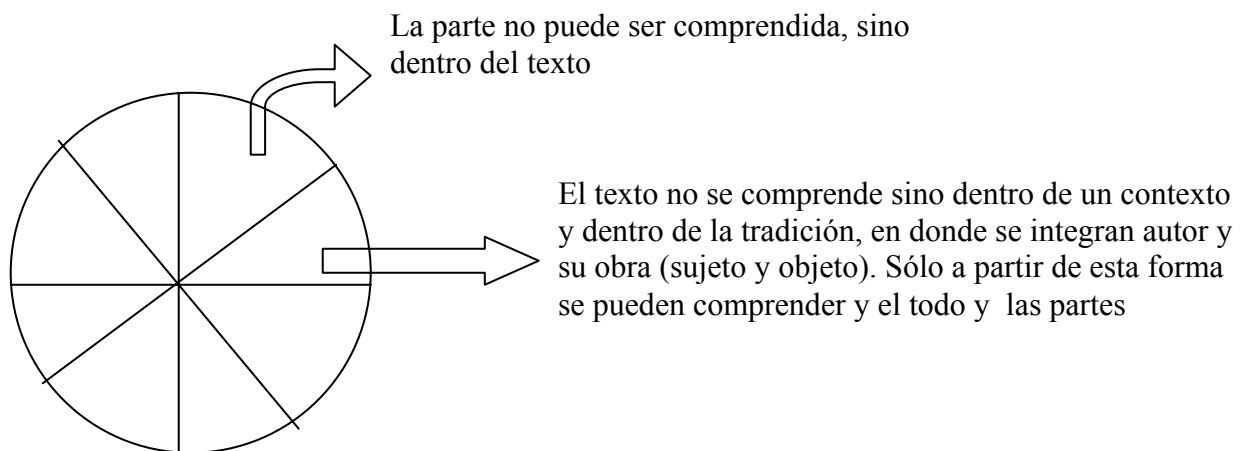 La parte no puede ser comprendida, sino
dentro del texto
El texto no se comprende sino dentro de un contexto
y dentro de la tradición, en donde se integran autor y
su obra (sujeto y objeto). Sólo a partir de esta forma
se pueden comprender y el todo y  las partes